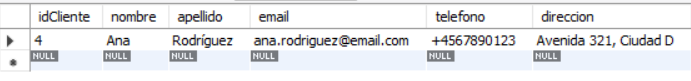 idCliente nombre apellido email telefono direccion
4 Ana Rodríguez ana.rodriguez@email.com +4567890123 Avenida 321, Ciudad D
NULL NULL NULL NULL NULL NULL